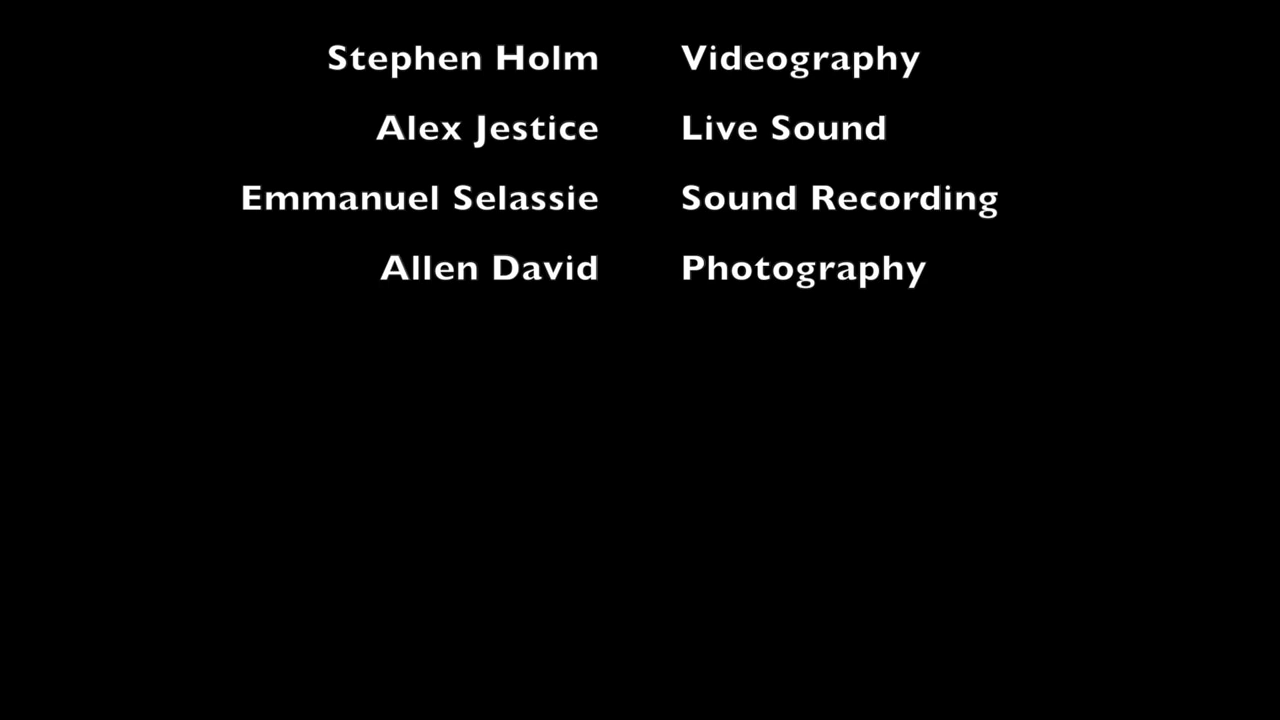 Stephen Holm Videography
Alex Jestice Live Sound
Emmanuel Selassie Sound Recording
Allen David Photography